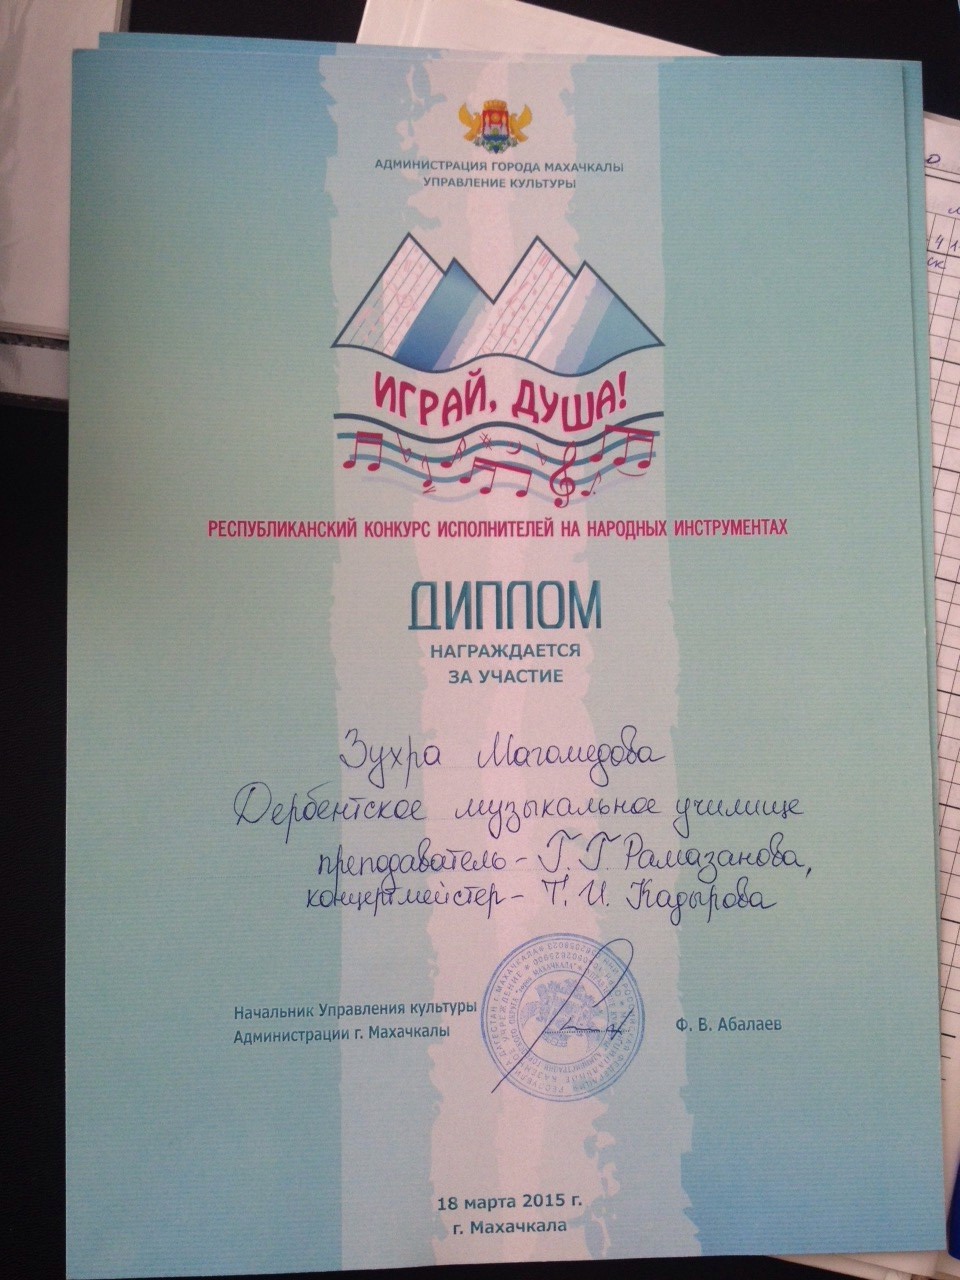 АДМИНИСТРАЦИЯ ГОРОДА МАХАЧКАЛЫ
УПРАВЛЕНИЕ КУЛЬТУРЫ
ИГРАЙ, ДУША!
РЕСПУБЛИКАНСКИЙ КОНКУРС ИСПОЛНИТЕЛЕЙ НА НАРОДНЫХ ИНСТРУМЕНТАХ
ДИПЛОМ
НАГРАЖДАЕТСЯ
ЗА УЧАСТИЕ
Зухра Магомедова
Дербентское музыкальное училище
преподаватель - Г. Г. Рамазанова,
концертмейстер - Т. И. Кадырова
Начальник Управления культуры
Администрации г. Махачкалы
Ф. В. Абалаев
18 марта 2015 г.
г. Махачкала